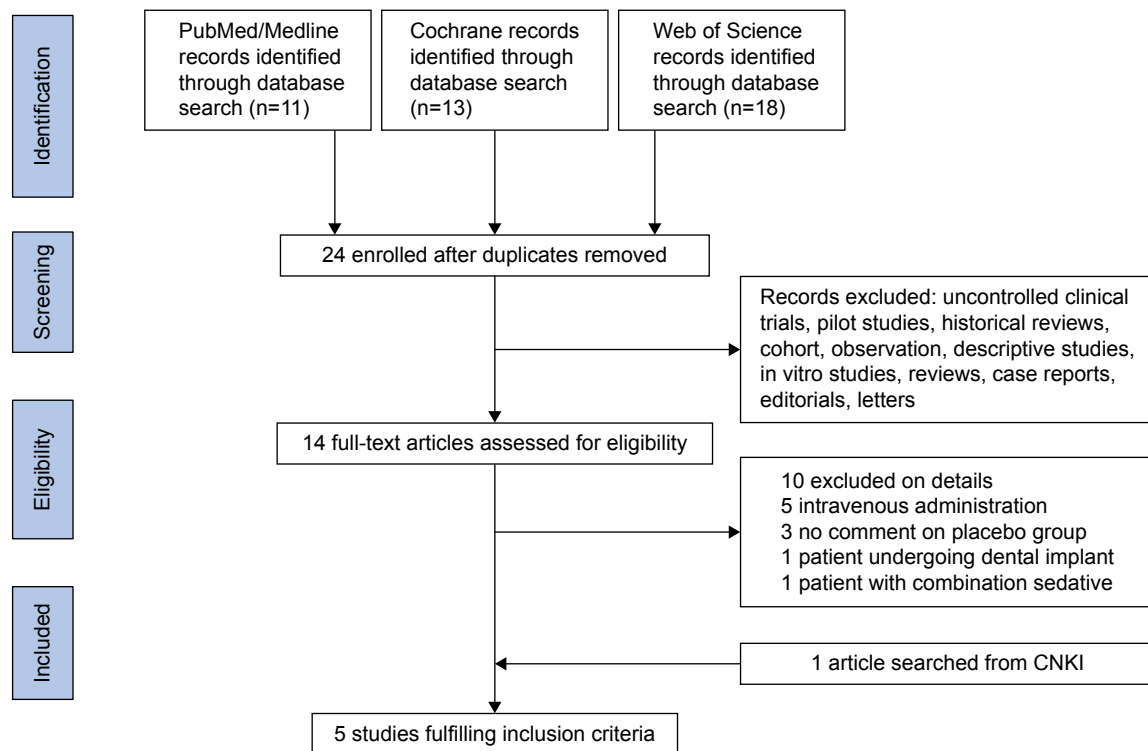 Identification
PubMed/Medline
records identified
through database
search (n=11)
Cochrane records
identified through
database search
(n=13)
Web of Science
records identified
through database
search (n=18)
Screening
24 enrolled after duplicates removed
Records excluded: uncontrolled clinical
trials, pilot studies, historical reviews,
cohort, observation, descriptive studies,
in vitro studies, reviews, case reports,
editorials, letters
Eligibility
14 full-text articles assessed for eligibility
10 excluded on details
5 intravenous administration
3 no comment on placebo group
1 patient undergoing dental implant
1 patient with combination sedative
Included
1 article searched from CNKI
5 studies fulfilling inclusion criteria